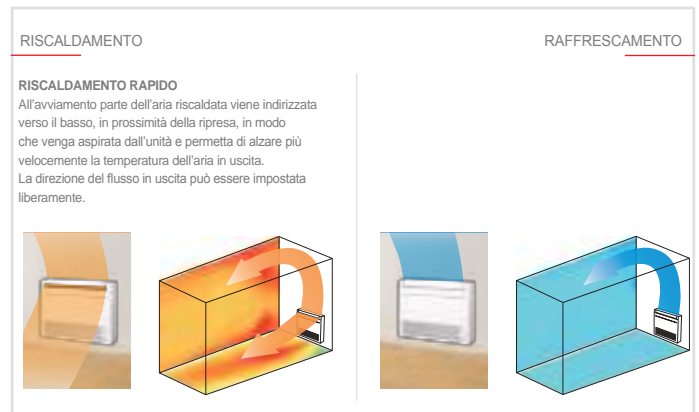 RISCALDAMENTO
RAFFRESCAMENTO
RISCALDAMENTO RAPIDO
All'avviamento parte dell'aria riscaldata viene indirizzata
verso il basso, in prossimità della ripresa, in modo
che venga aspirata dall'unità e permetta di alzare più
velocemente la temperatura dell'aria in uscita.
La direzione del flusso in uscita può essere impostata
liberamente.